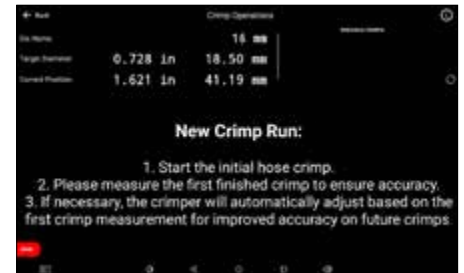 Back
Crimp Operations
Die Name: 16 mm
Target Diameter: 0.728 in 18.50 mm
Current Position: 1.621 in 41.19 mm
New Crimp Run:
1. Start the initial hose crimp.
2. Please measure the first finished crimp to ensure accuracy.
3. If necessary, the crimper will automatically adjust based on the
first crimp measurement for improved accuracy on future crimps